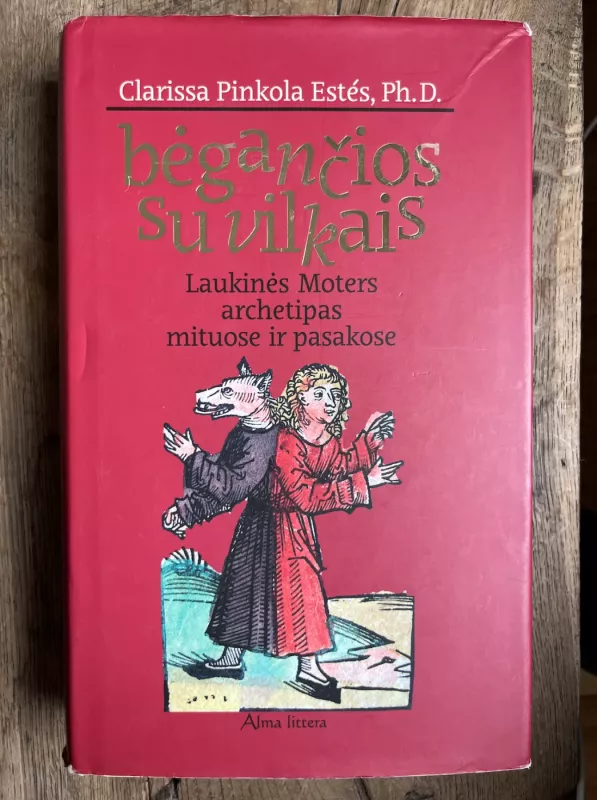 Clarissa Pinkola Estés, Ph.D.
bėgančios
su vilkais
Laukinės Moters
archetipas
mituose ir pasakose
Alma littera